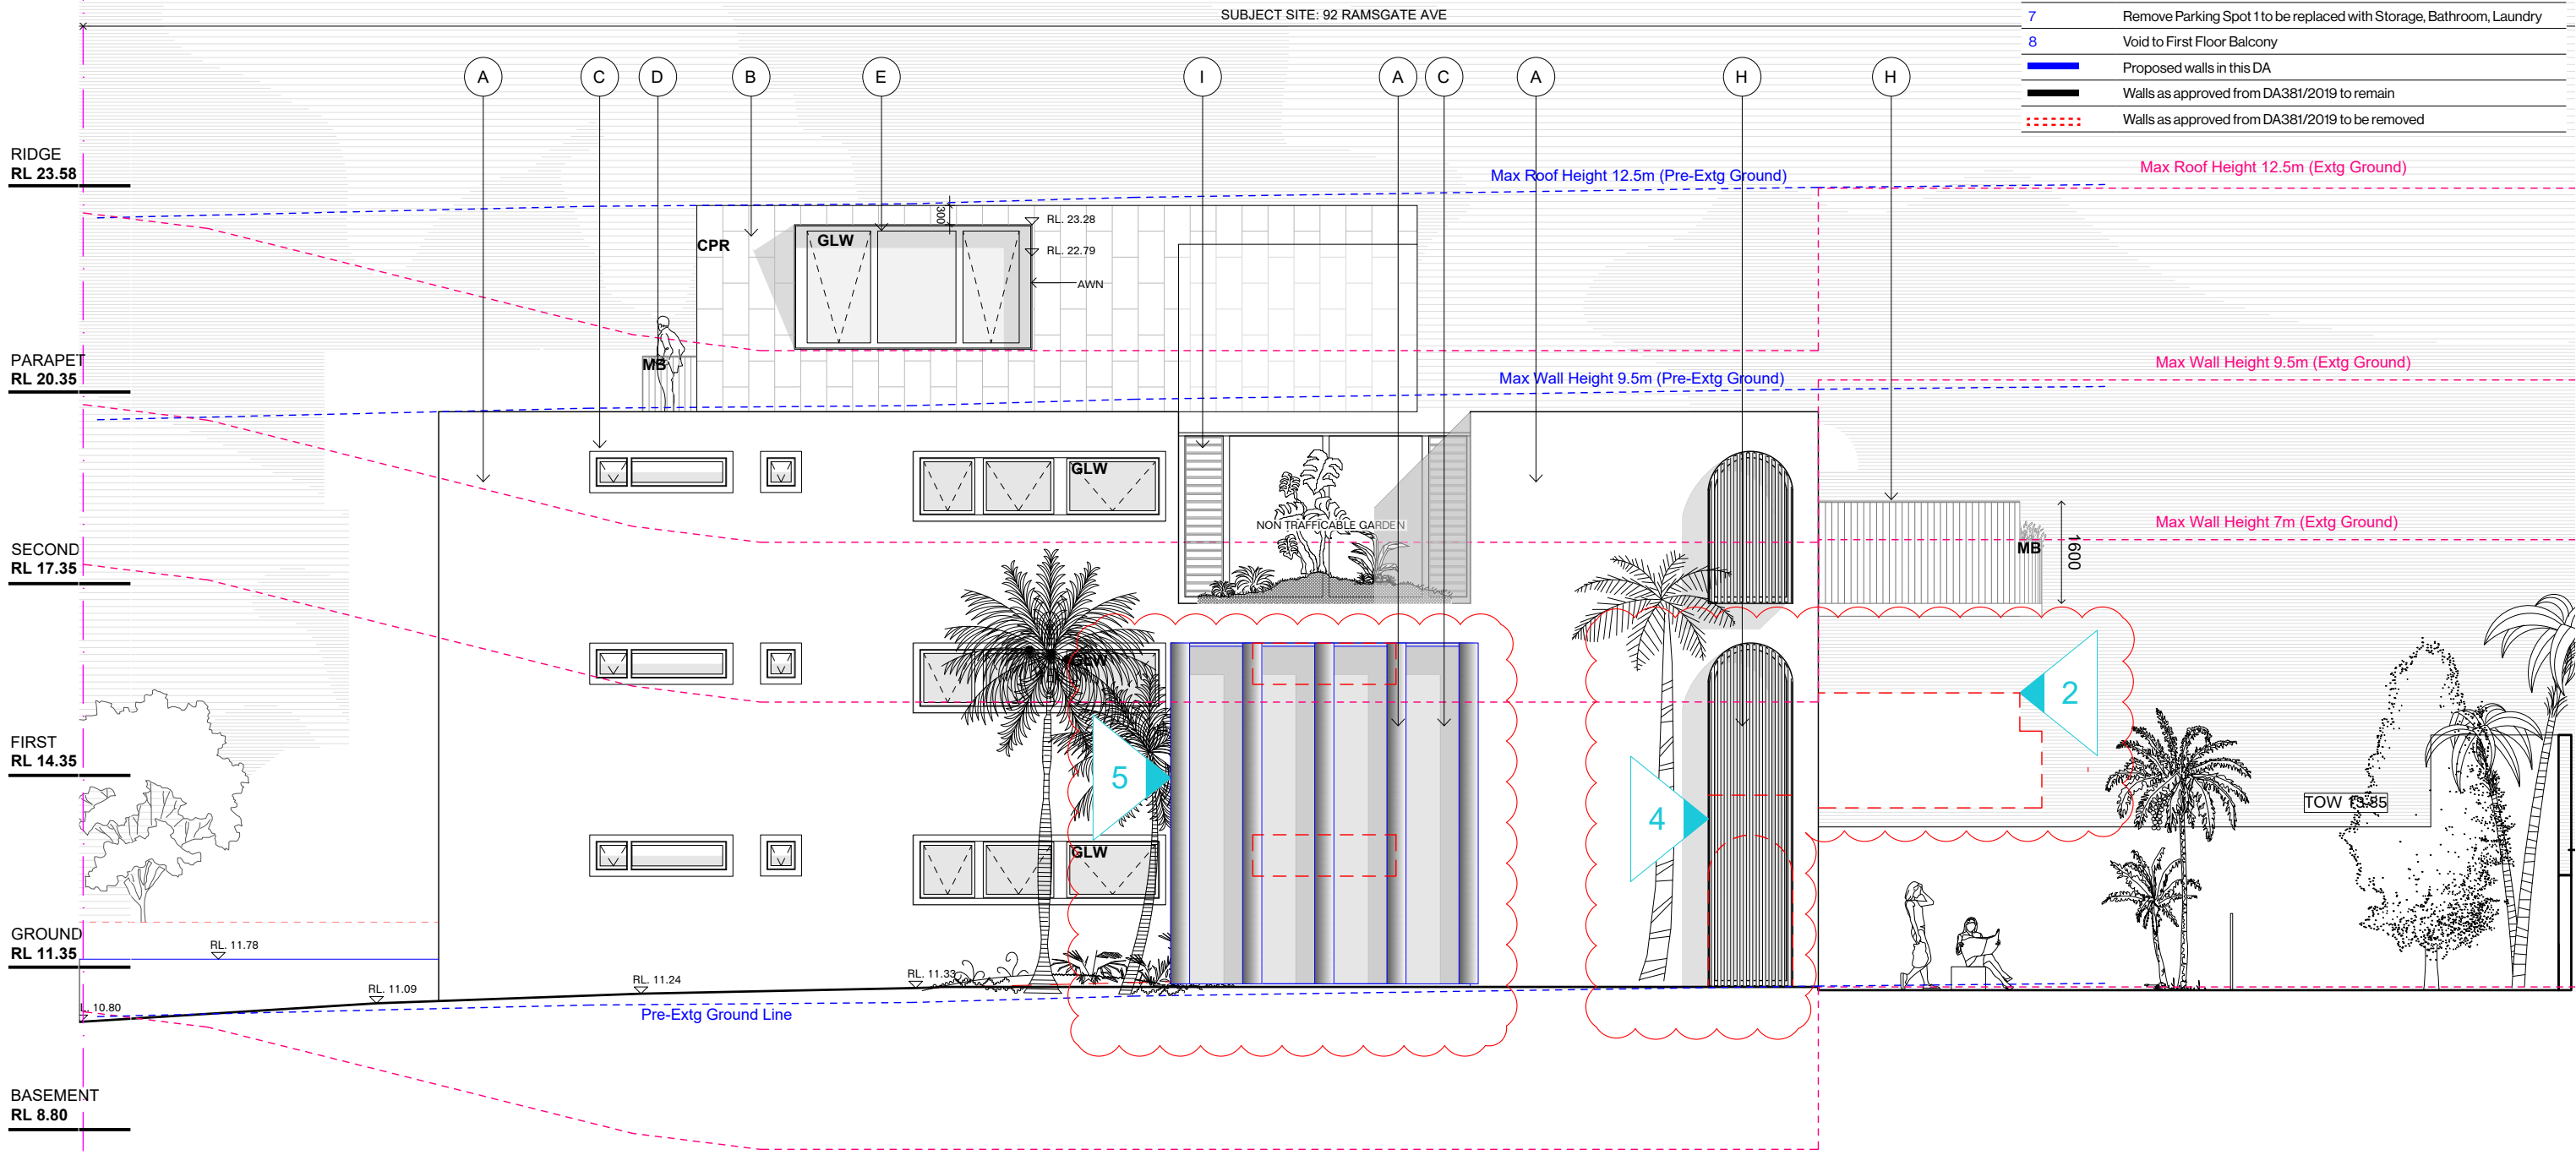 SUBJECT SITE: 92 RAMSGATE AVE
7 Remove Parking Spot 1 to be replaced with Storage, Bathroom, Laundry
8 Void to First Floor Balcony
Proposed walls in this DA
Walls as approved from DA381/2019 to remain
Walls as approved from DA381/2019 to be removed
A C D B E I A C A H H
RIDGE
RL 23.58
Max Roof Height 12.5m (Pre-Extg Ground)
Max Roof Height 12.5m (Extg Ground)
300
RL. 23.28
CPR
GLW
RL. 22.79
AWN
PARAPET
RL 20.35
MB
Max Wall Height 9.5m (Pre-Extg Ground)
Max Wall Height 9.5m (Extg Ground)
GLW
NON TRAFFICABLE GARDEN
Max Wall Height 7m (Extg Ground)
MB
1600
SECOND
RL 17.35
GLW
2
FIRST
RL 14.35
5
4
TOW 13.85
GLW
GROUND
RL 11.35
RL. 11.78
RL. 11.09
RL. 11.24
RL. 11.33
L. 10.80
Pre-Extg Ground Line
BASEMENT
RL 8.80